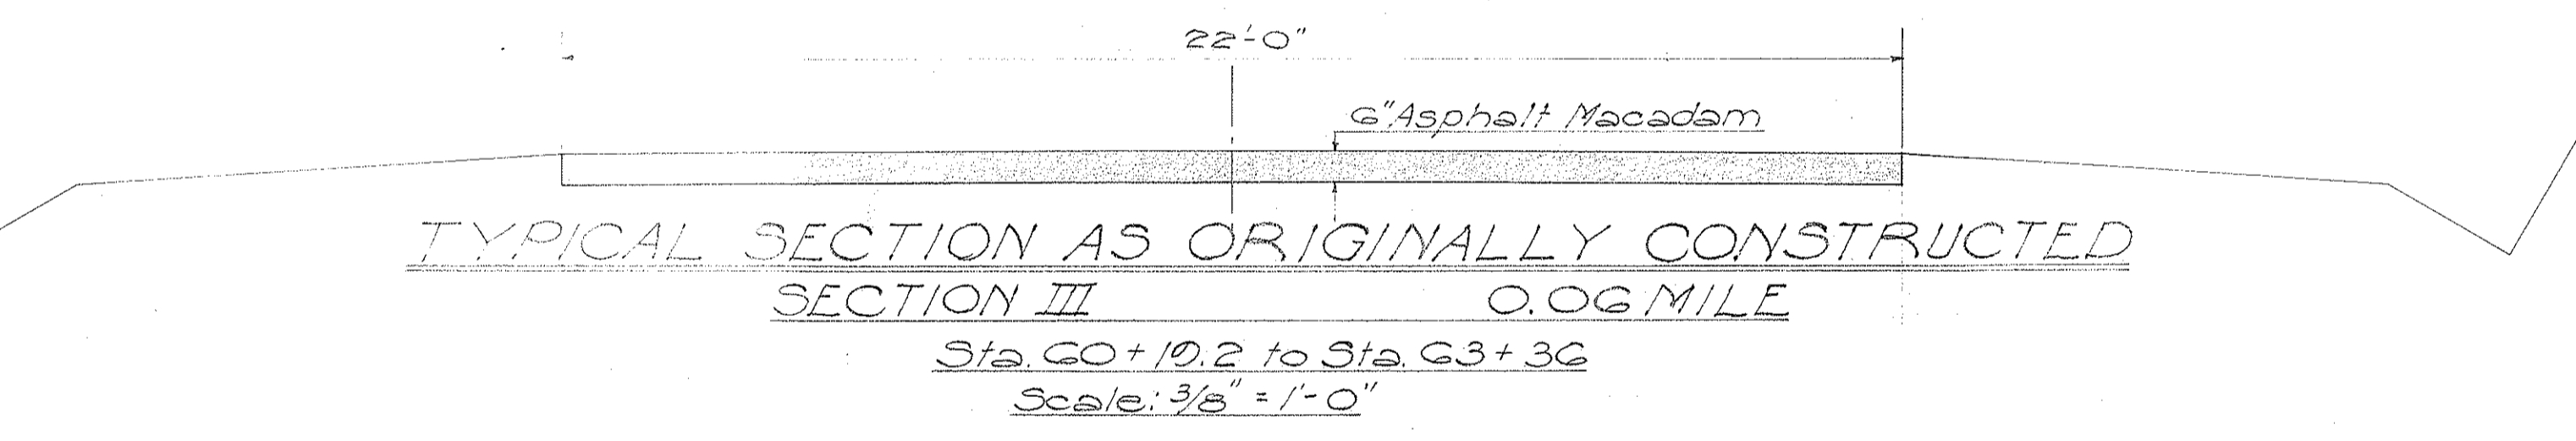 22'-0"
6" Asphalt Macadam
TYPICAL SECTION AS ORIGINALLY CONSTRUCTED
SECTION III 0.06 MILE
Sta. 60+19.2 to Sta. 63+36
Scale: 3/8" = 1'-0"